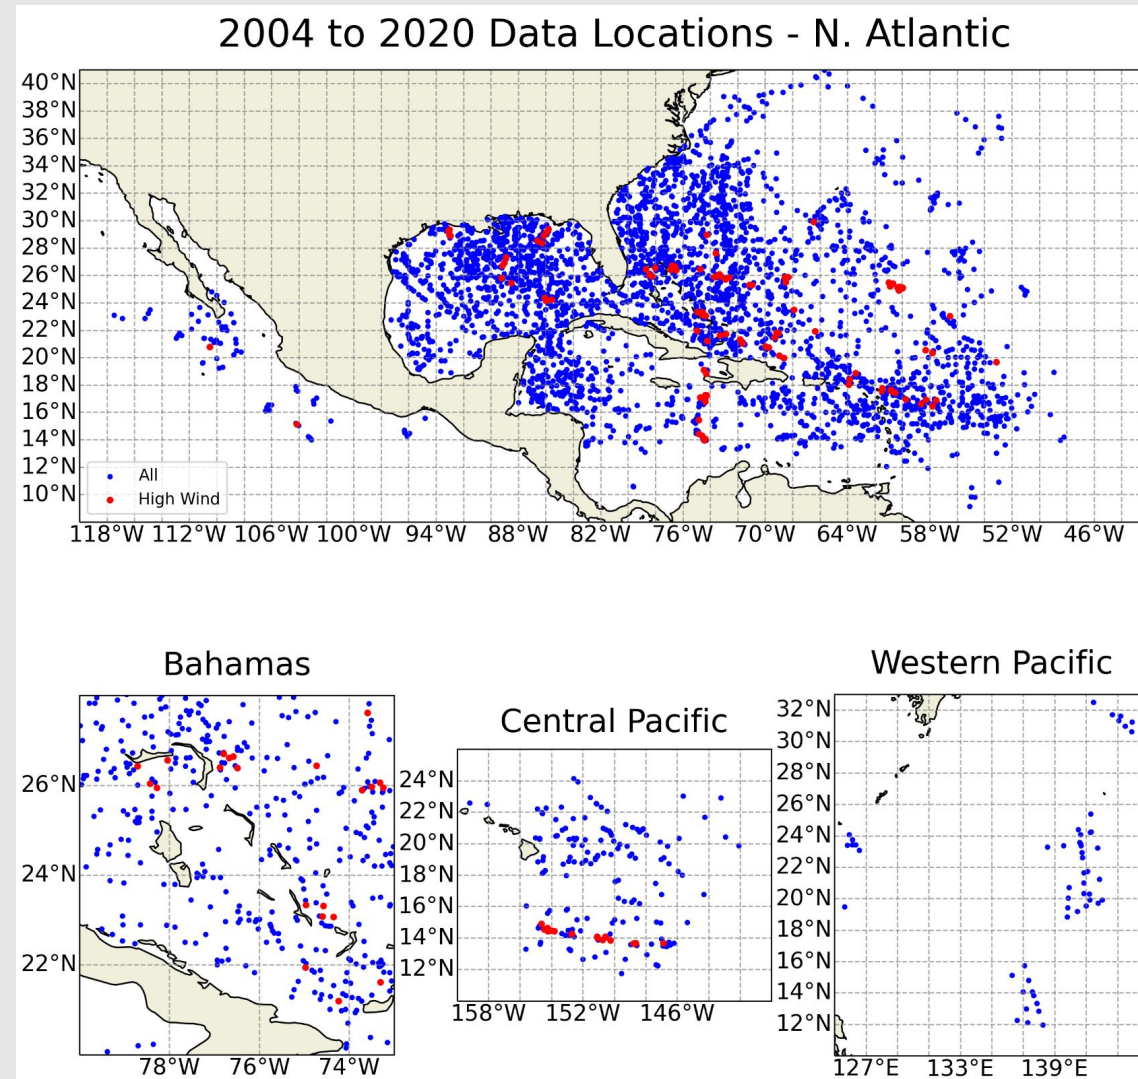 2004 to 2020 Data Locations - N. Atlantic
40°N
38°N
36°N
34°N
32°N
30°N
28°N
26°N
24°N
22°N
20°N
18°N
16°N
14°N
12°N
10°N
All
High Wind
118°W 112°W 106°W 100°W 94°W 88°W 82°W 76°W 70°W 64°W 58°W 52°W 46°W
Bahamas
26°N
24°N
22°N
78°W 76°W 74°W
Central Pacific
24°N
22°N
20°N
18°N
16°N
14°N
12°N
158°W 152°W 146°W
Western Pacific
32°N
30°N
28°N
26°N
24°N
22°N
20°N
18°N
16°N
14°N
12°N
127°E 133°E 139°E